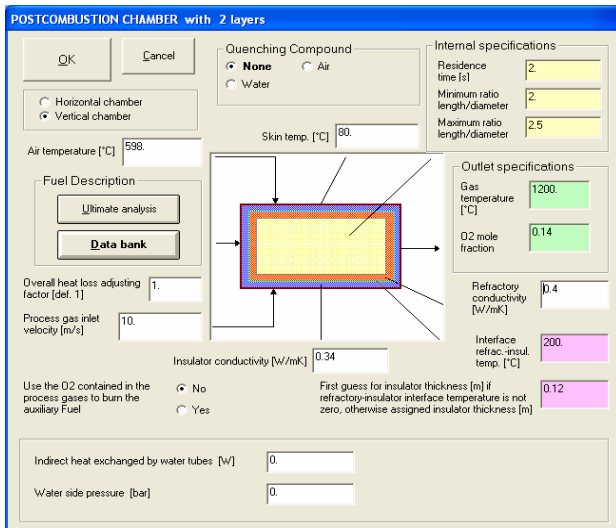 POSTCOMBUSTION CHAMBER with 2 layers
OK
Cancel
Quenching Compound
None
Air
Water
Internal specifications
Residence time [s]
2.
Minimum ratio length/diameter
2.
Maximum ratio length/diameter
2.5
Horizontal chamber
Vertical chamber
Air temperature [°C]
598.
Skin temp. [°C]
80.
Fuel Description
Ultimate analysis
Data bank
Outlet specifications
Gas temperature [°C]
1200.
O2 mole fraction
0.14
Overall heat loss adjusting factor [def. 1]
1.
Process gas inlet velocity [m/s]
10.
Refractory conductivity [W/mK]
0.4
Interface refrac.-insul. temp. [°C]
200.
Insulator conductivity [W/mK]
0.34
Use the O2 contained in the process gases to burn the auxiliary Fuel
No
Yes
First guess for insulator thickness [m] if refractory-insulator interface temperature is not zero, otherwise assigned insulator thickness [m]
0.12
Indirect heat exchanged by water tubes [W]
0.
Water side pressure [bar]
0.